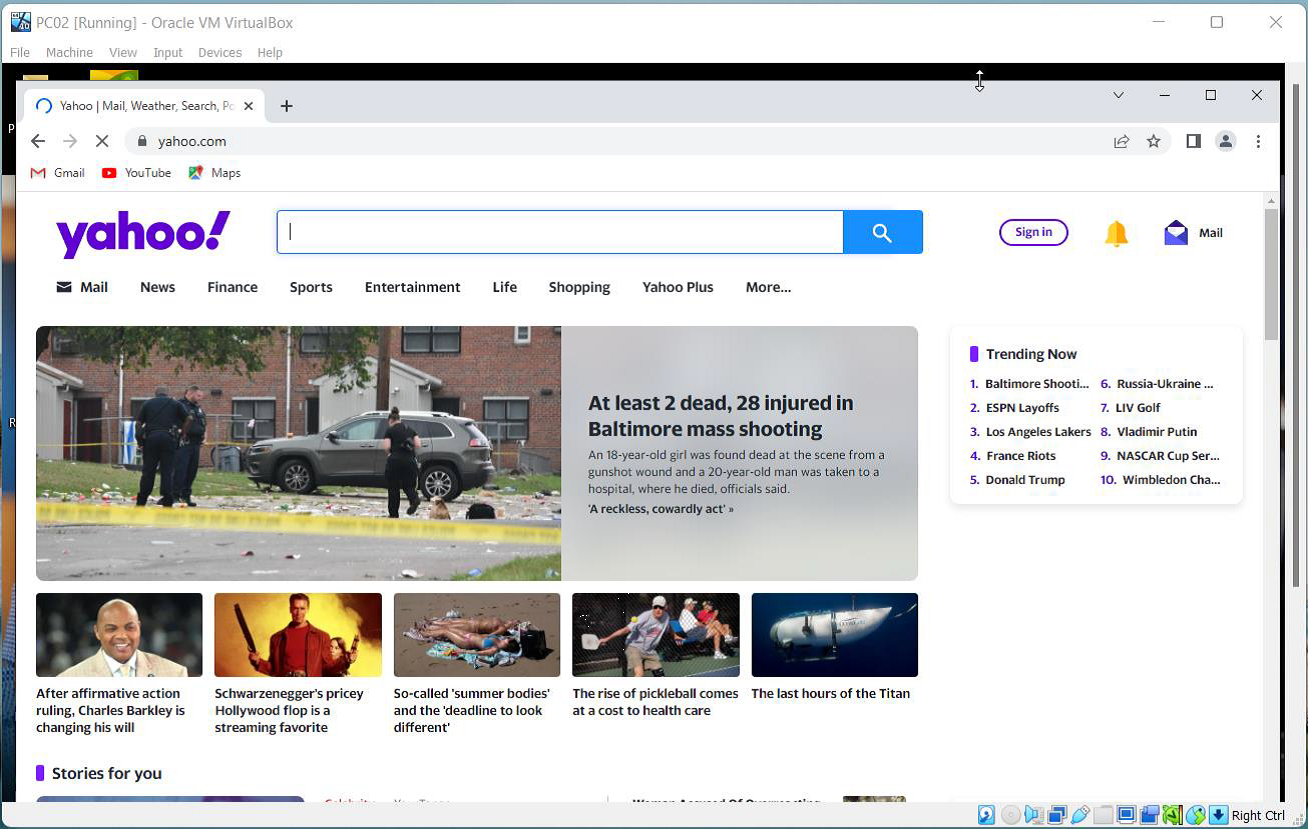 PC02 [Running] - Oracle VM VirtualBox
File Machine View Input Devices Help
Yahoo | Mail, Weather, Search, Po
yahoo.com
Gmail YouTube Maps
yahoo!
Sign in
Mail
Mail News Finance Sports Entertainment Life Shopping Yahoo Plus More...
At least 2 dead, 28 injured in
Baltimore mass shooting
An 18-year-old girl was found dead at the scene from a
gunshot wound and a 20-year-old man was taken to a
hospital, where he died, officials said.
'A reckless, cowardly act' »
Trending Now
1. Baltimore Shooti... 6. Russia-Ukraine ...
2. ESPN Layoffs 7. LIV Golf
3. Los Angeles Lakers 8. Vladimir Putin
4. France Riots 9. NASCAR Cup Ser...
5. Donald Trump 10. Wimbledon Cha...
After affirmative action
ruling, Charles Barkley is
changing his will
Schwarzenegger's pricey
Hollywood flop is a
streaming favorite
So-called 'summer bodies'
and the 'deadline to look
different'
The rise of pickleball comes
at a cost to health care
The last hours of the Titan
Stories for you
Right Ctrl